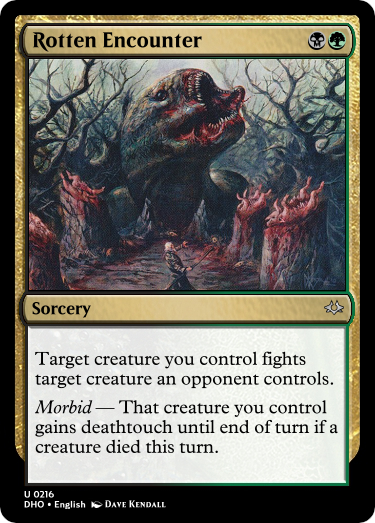 Rotten Encounter
Sorcery
Target creature you control fights
target creature an opponent controls.
Morbid — That creature you control
gains deathtouch until end of turn if a
creature died this turn.
U 0216
DHO • English DAVE KENDALL